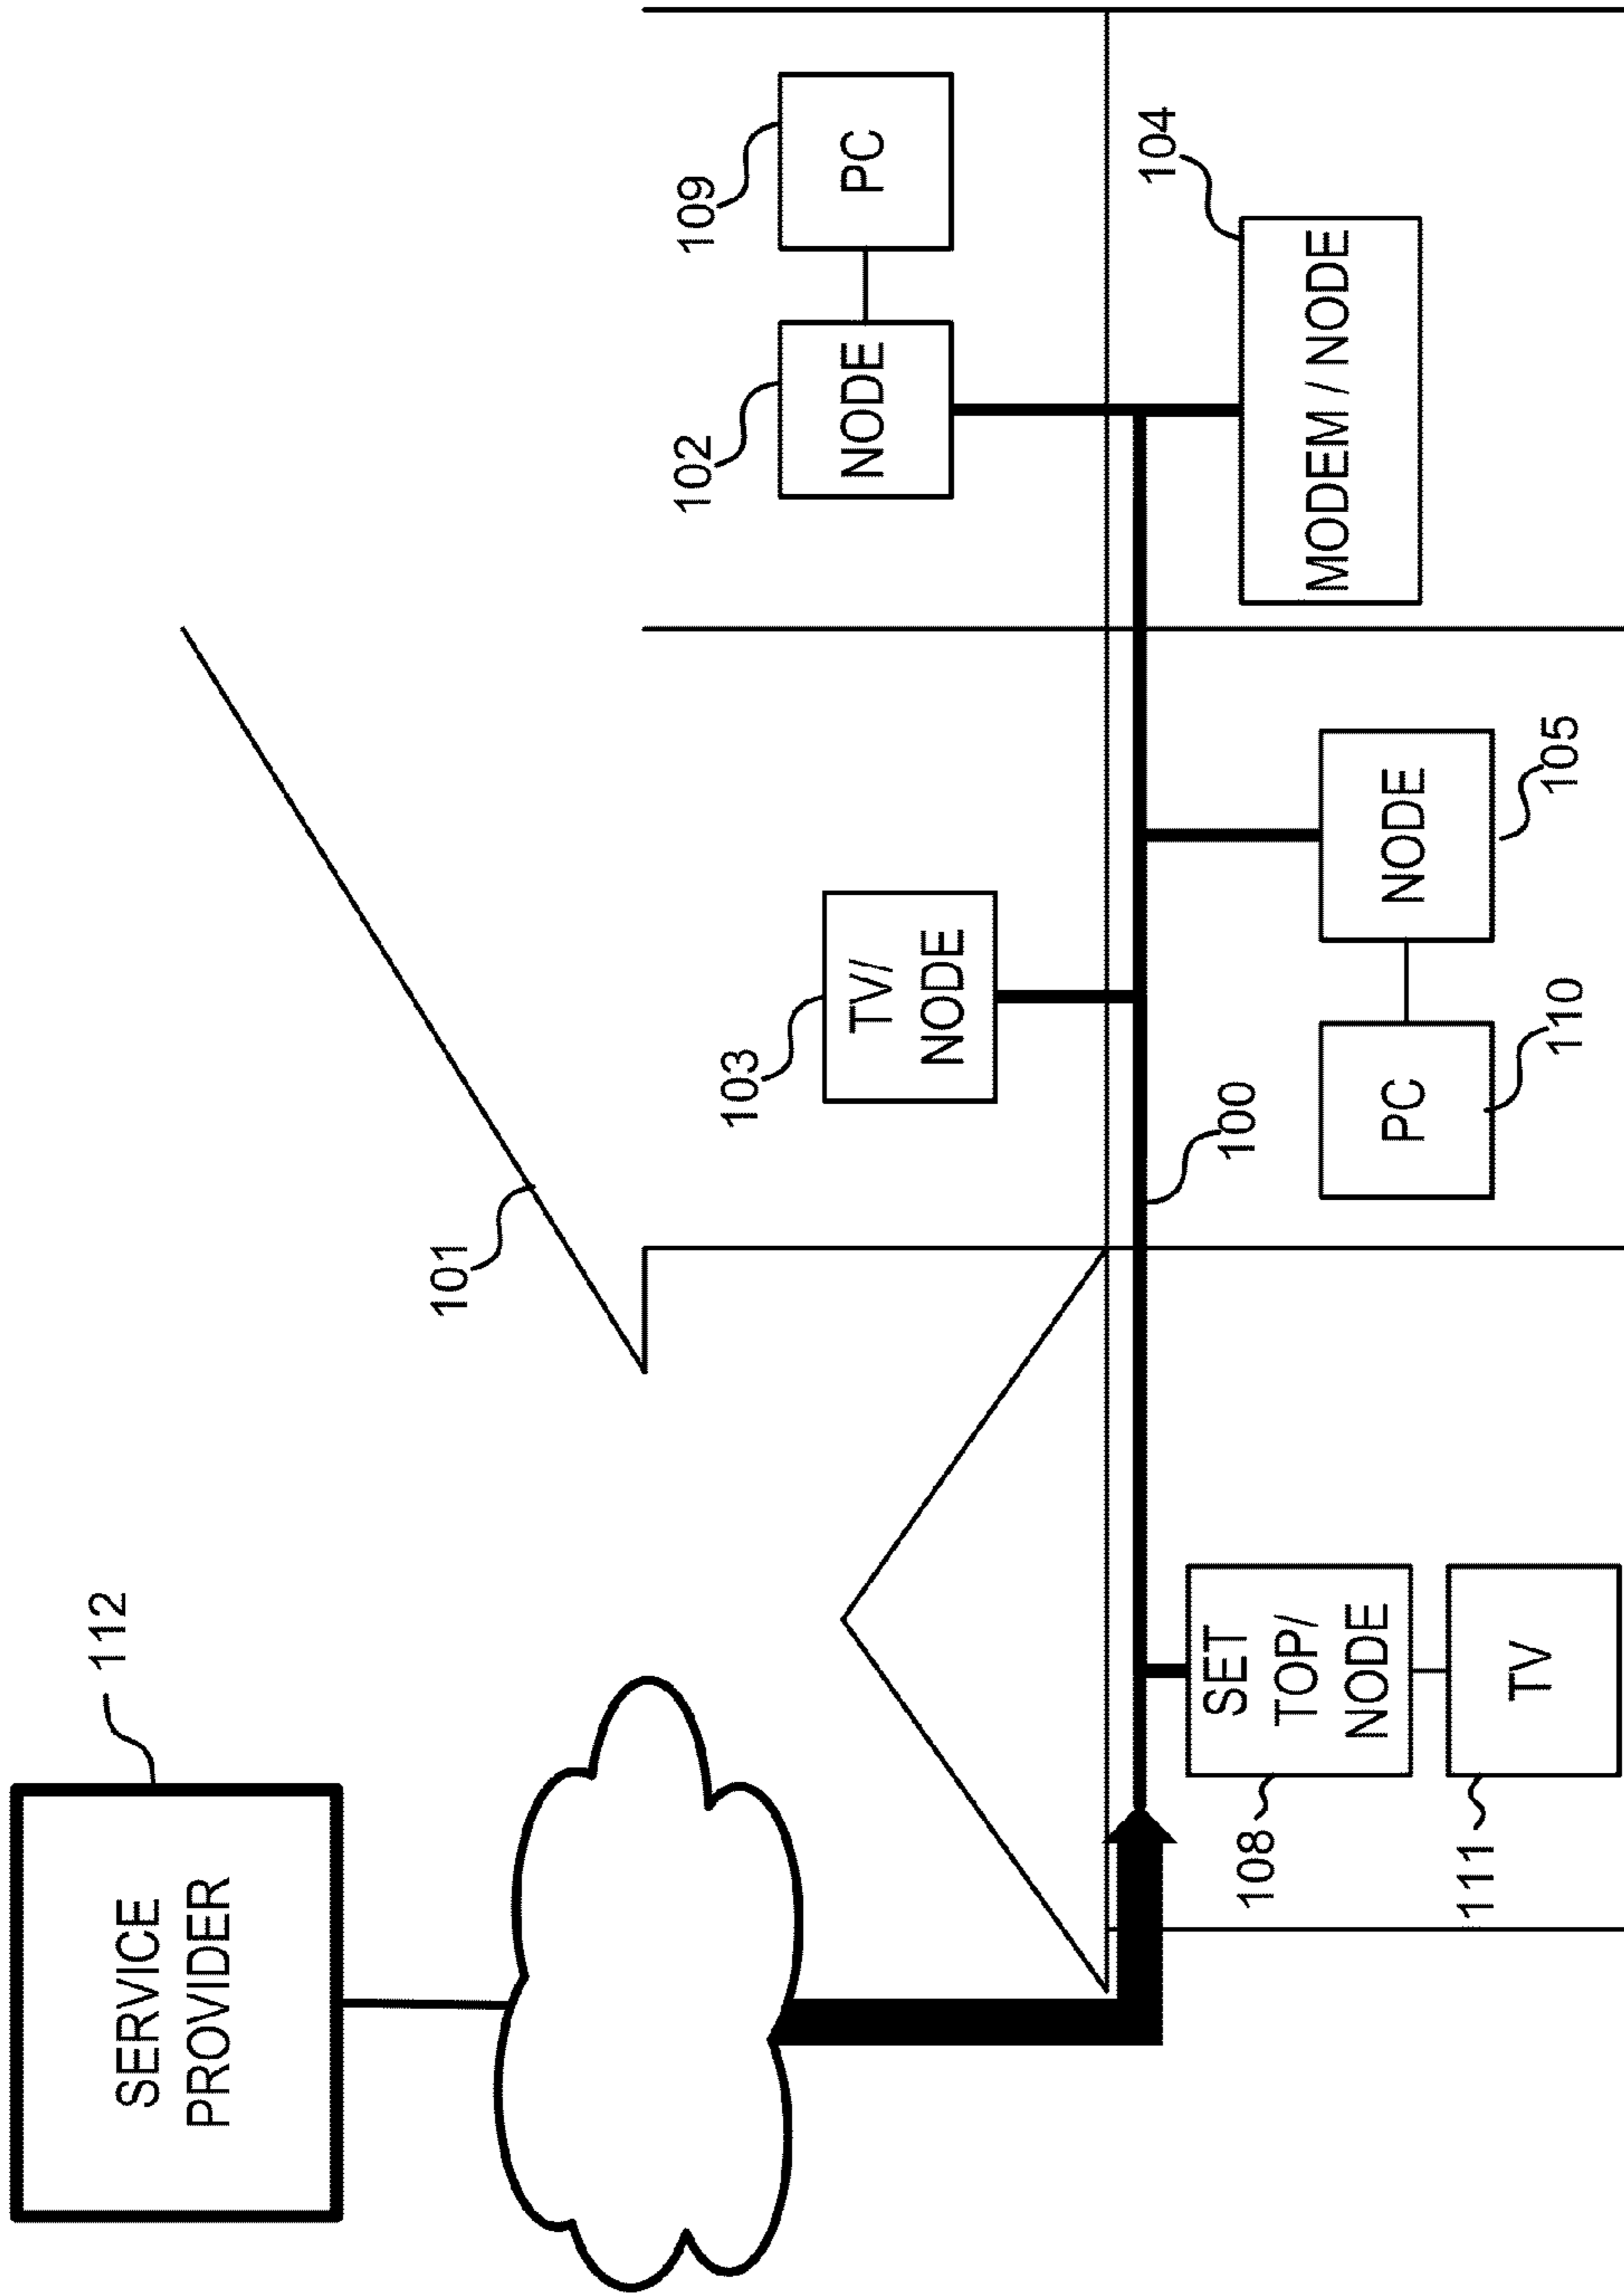 SERVICE
PROVIDER
112
101
103
TV/
NODE
102
NODE
109
PC
100
108
SET
TOP/
NODE
111
TV
PC
110
NODE
105
MODEM / NODE
104